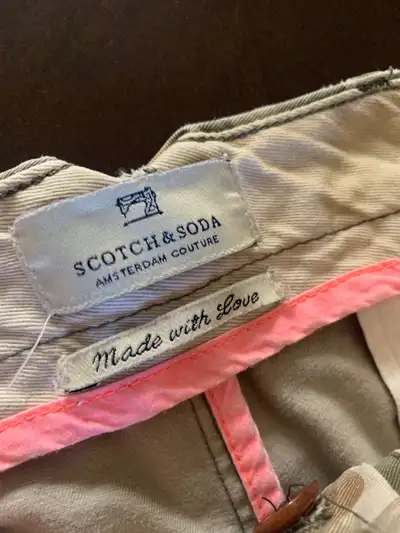 SCOTCH & SODA
AMSTERDAM COUTURE
Made with Love